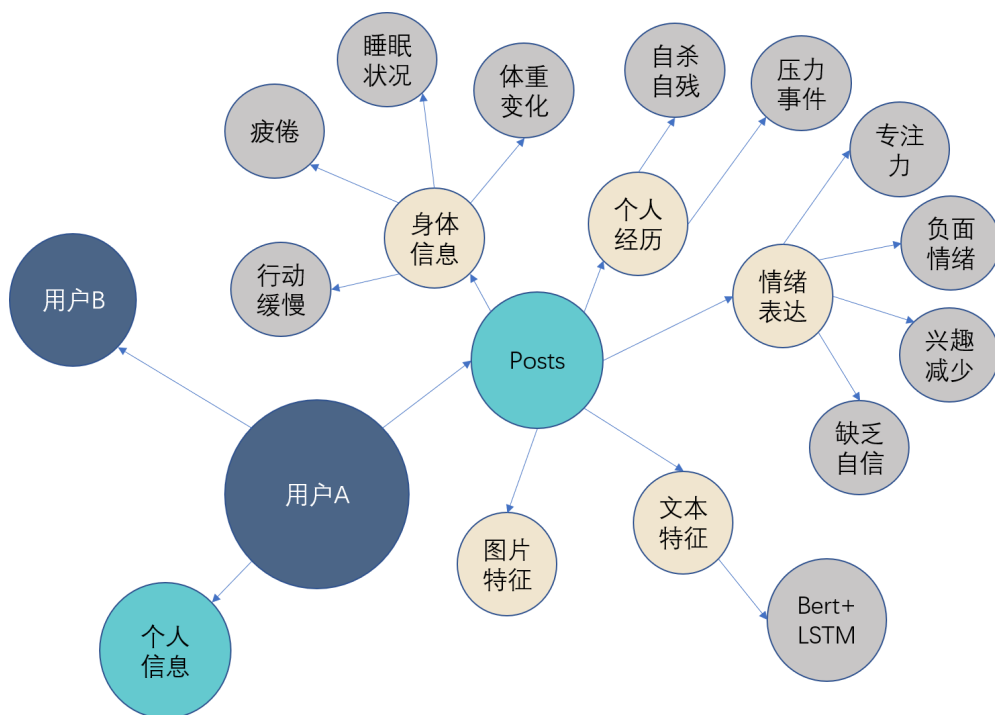 睡眠
状况
自杀
自残
压力
事件
体重
变化
疲倦
专注
力
身体
信息
个人
经历
负面
情绪
行动
缓慢
情绪
表达
用户B
兴趣
减少
Posts
缺乏
自信
用户A
文本
特征
图片
特征
Bert+
LSTM
个人
信息